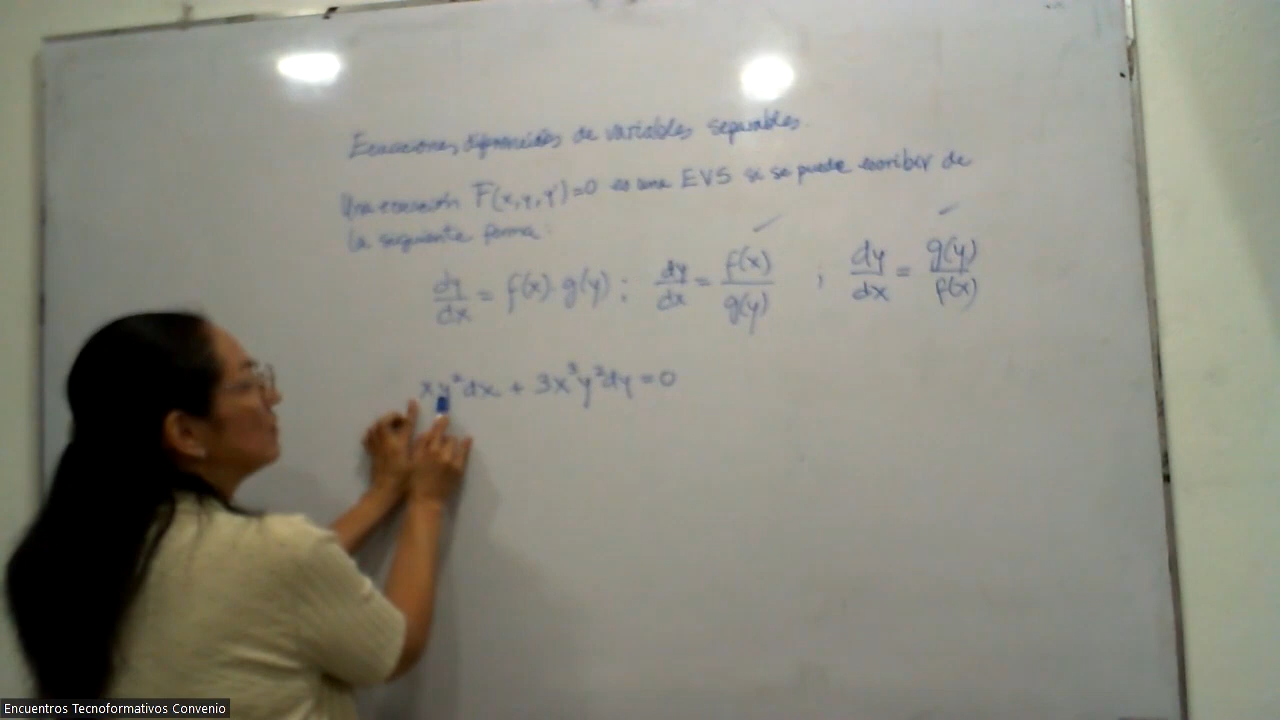 Ecuaciones diferenciales de variables separables.
Una ecuación F(x,y,y')=0 es una EVS si se puede escribir de
la siguiente forma:
dy/dx = f(x).g(y) ; dy/dx = f(x)/g(y) ; dy/dx = g(y)/f(x)
xy²dx + 3x³y²dy = 0
Encuentros Tecnoformativos Convenio